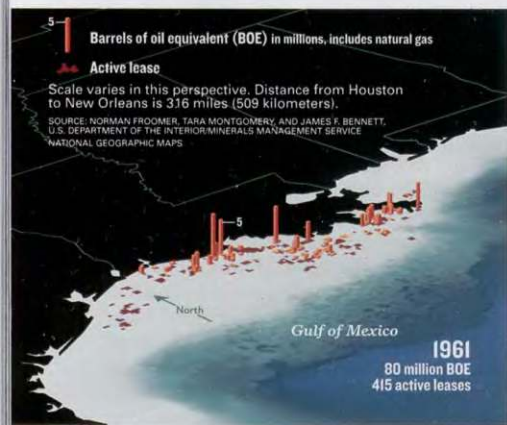 5
Barrels of oil equivalent (BOE) in millions, includes natural gas
Active lease
Scale varies in this perspective. Distance from Houston
to New Orleans is 316 miles (509 kilometers).
SOURCE: NORMAN FROOMER, TARA MONTGOMERY, AND JAMES F. BENNETT,
U.S. DEPARTMENT OF THE INTERIOR/MINERALS MANAGEMENT SERVICE
NATIONAL GEOGRAPHIC MAPS
5
North
Gulf of Mexico
1961
80 million BOE
415 active leases